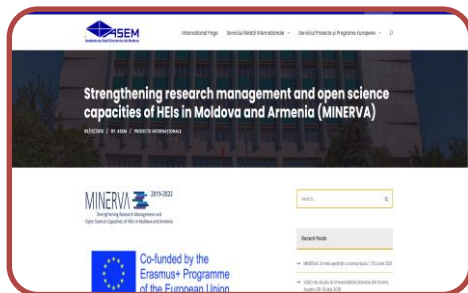 ASEM
Academia de Studii Economice din Moldova
International Page
Serviciul Relații Internaționale
Serviciul Proiecte și Programe Europene
Strengthening research management and open science
capacities of HEIs in Moldova and Armenia (MINERVA)
BY ASEM / PROIECTE INTERNAȚIONALE
MINERVA 2019-2022
Strengthening Research Management and
Open Science Capacities of HEIs in Moldova and Armenia
Search...
Recent Posts
Co-funded by the
Erasmus+ Programme
of the European Union